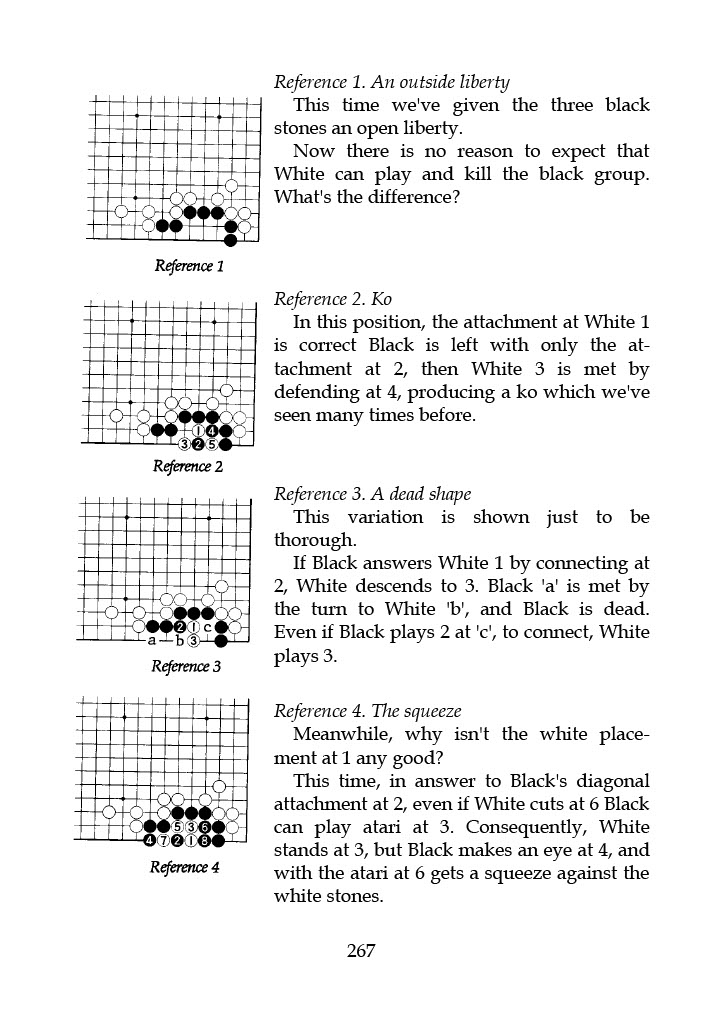 Reference 1. An outside liberty
This time we've given the three black
stones an open liberty.
Now there is no reason to expect that
White can play and kill the black group.
What's the difference?
Reference 1
Reference 2. Ko
In this position, the attachment at White 1
is correct Black is left with only the at-
tachment at 2, then White 3 is met by
defending at 4, producing a ko which we've
seen many times before.
1 4
3 2 5
Reference 2
Reference 3. A dead shape
This variation is shown just to be
thorough.
If Black answers White 1 by connecting at
2, White descends to 3. Black 'a' is met by
the turn to White 'b', and Black is dead.
Even if Black plays 2 at 'c', to connect, White
plays 3.
2 1 c
a b 3
Reference 3
Reference 4. The squeeze
Meanwhile, why isn't the white place-
ment at 1 any good?
This time, in answer to Black's diagonal
attachment at 2, even if White cuts at 6 Black
can play atari at 3. Consequently, White
stands at 3, but Black makes an eye at 4, and
with the atari at 6 gets a squeeze against the
white stones.
5 3 6
4 7 2 1 8
Reference 4
267